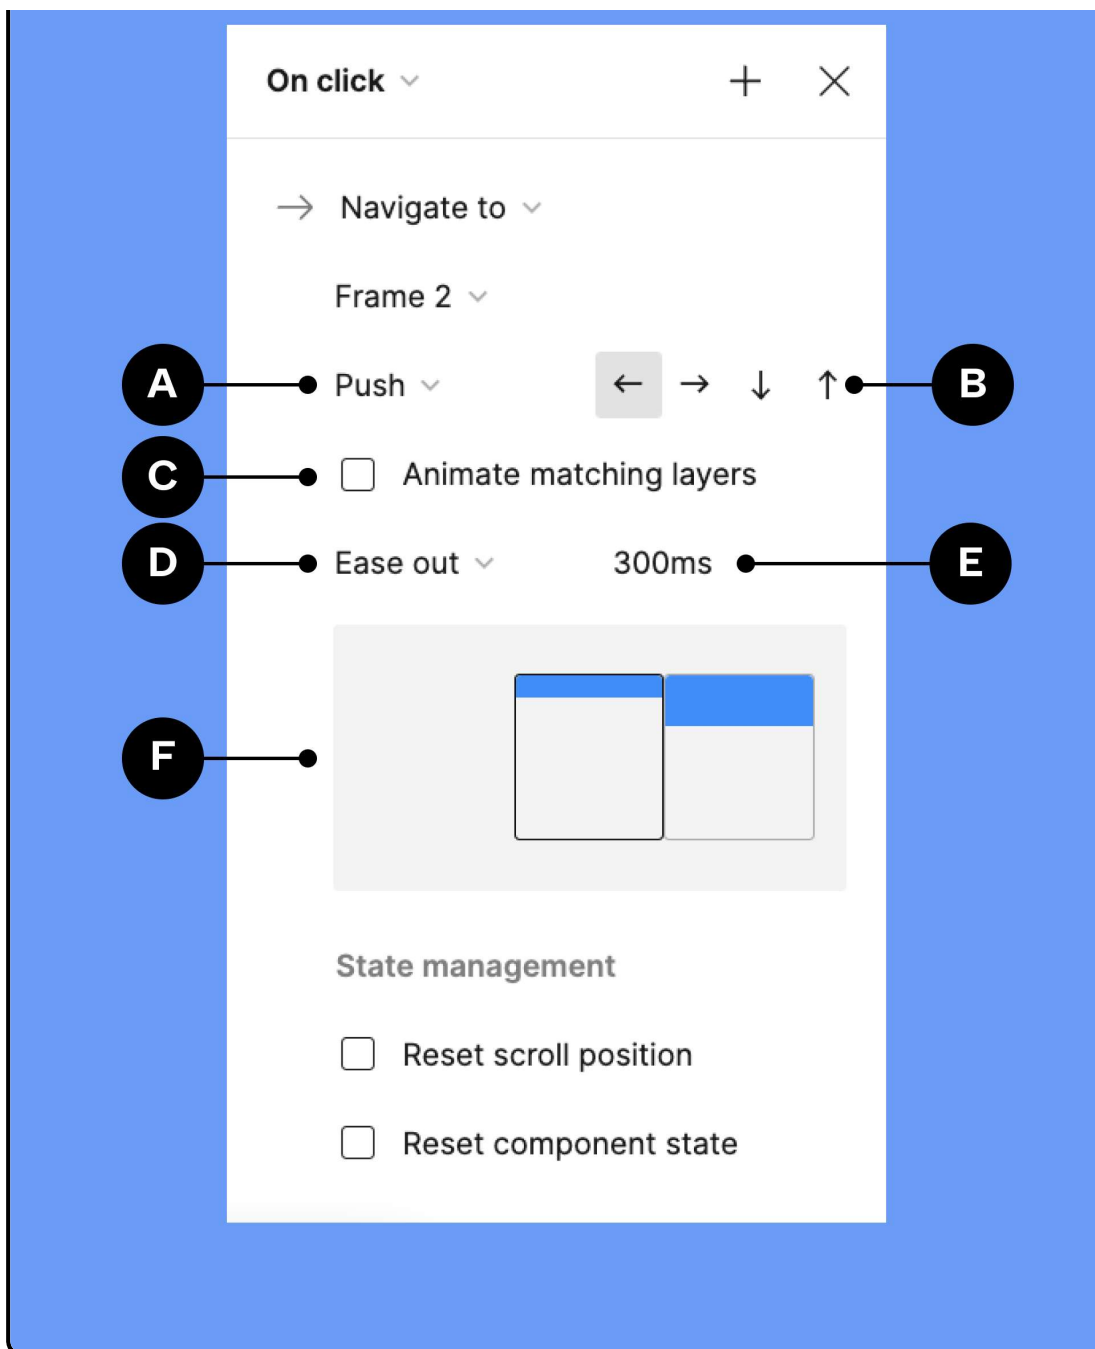 On click
Navigate to
Frame 2
A Push B
C Animate matching layers
D Ease out 300ms E
F
State management
Reset scroll position
Reset component state